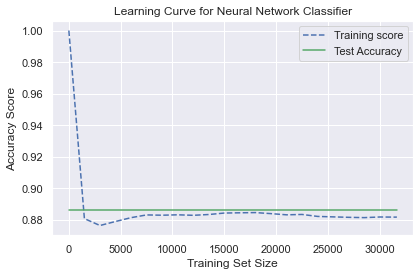 Learning Curve for Neural Network Classifier
Training score
Test Accuracy
Accuracy Score
1.00
0.98
0.96
0.94
0.92
0.90
0.88
0 5000 10000 15000 20000 25000 30000
Training Set Size